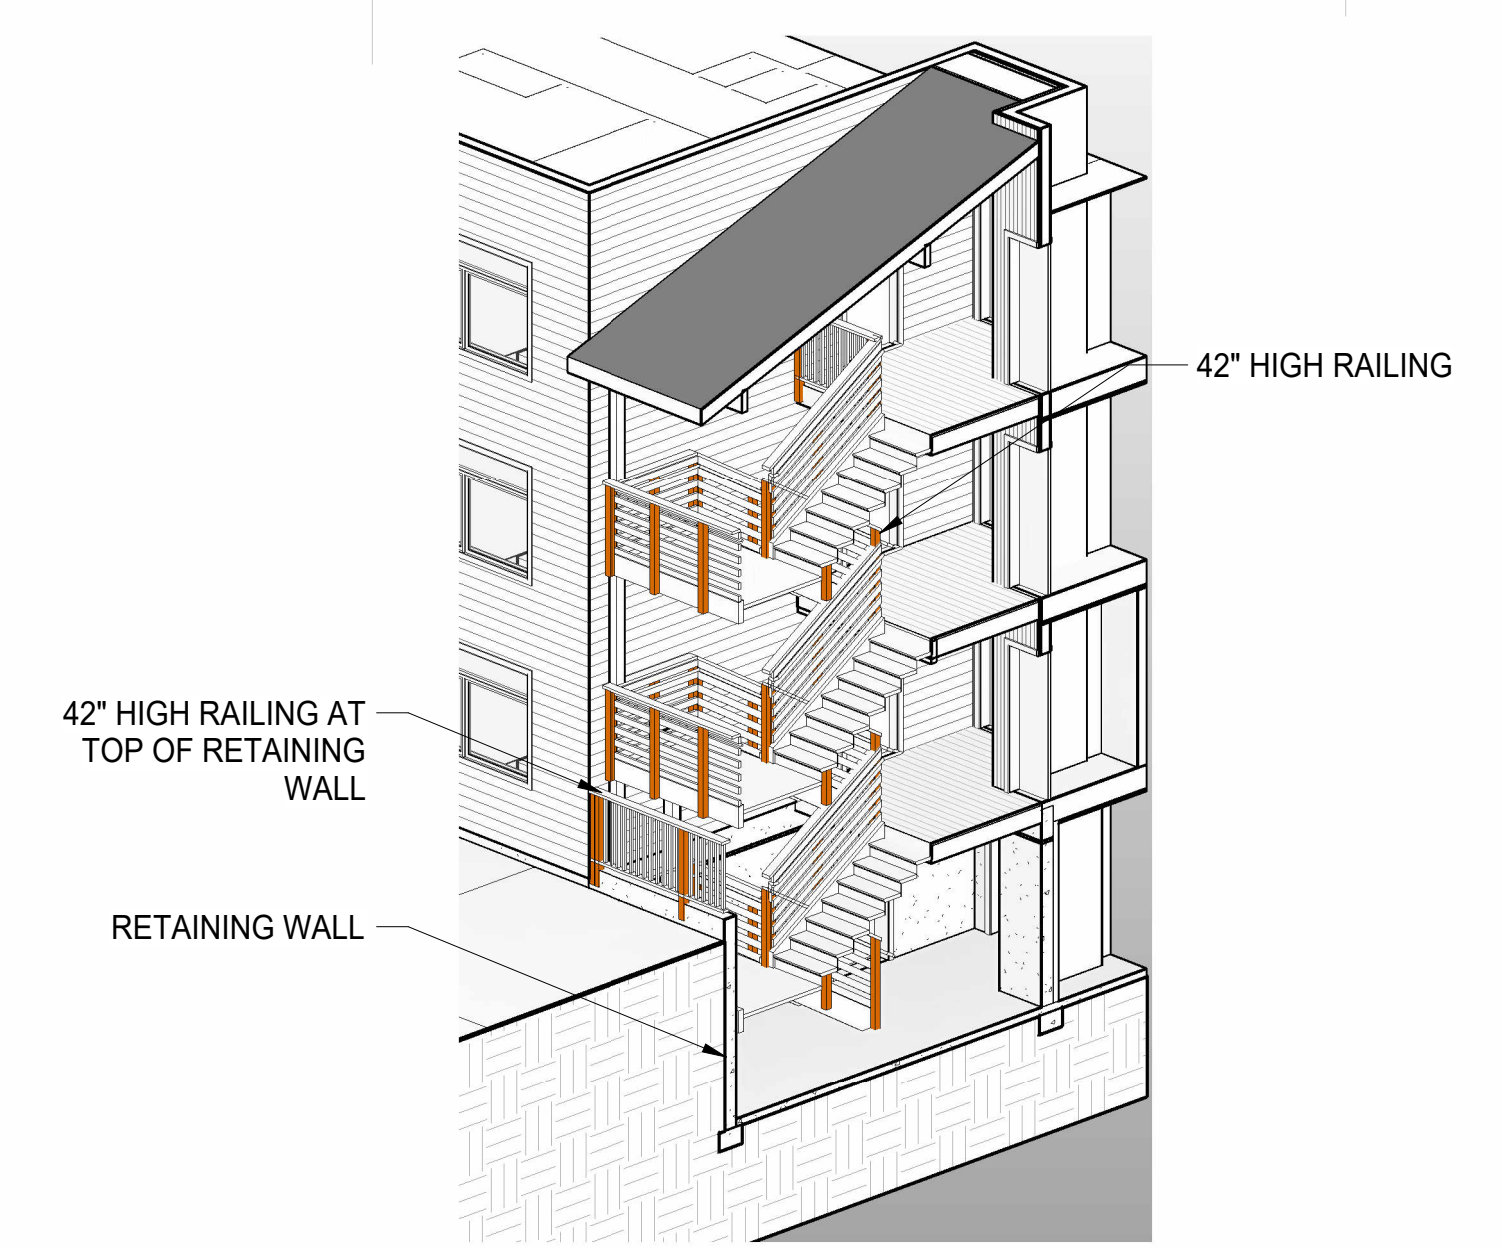 42" HIGH RAILING
42" HIGH RAILING AT
TOP OF RETAINING
WALL
RETAINING WALL